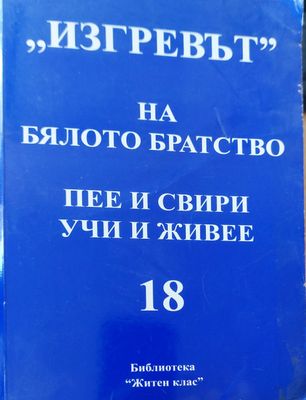 „ИЗГРЕВЪТ”
НА
БЯЛОТО БРАТСТВО
ПЕЕ И СВИРИ
УЧИ И ЖИВЕЕ
18
Библиотека
“Житен клас”